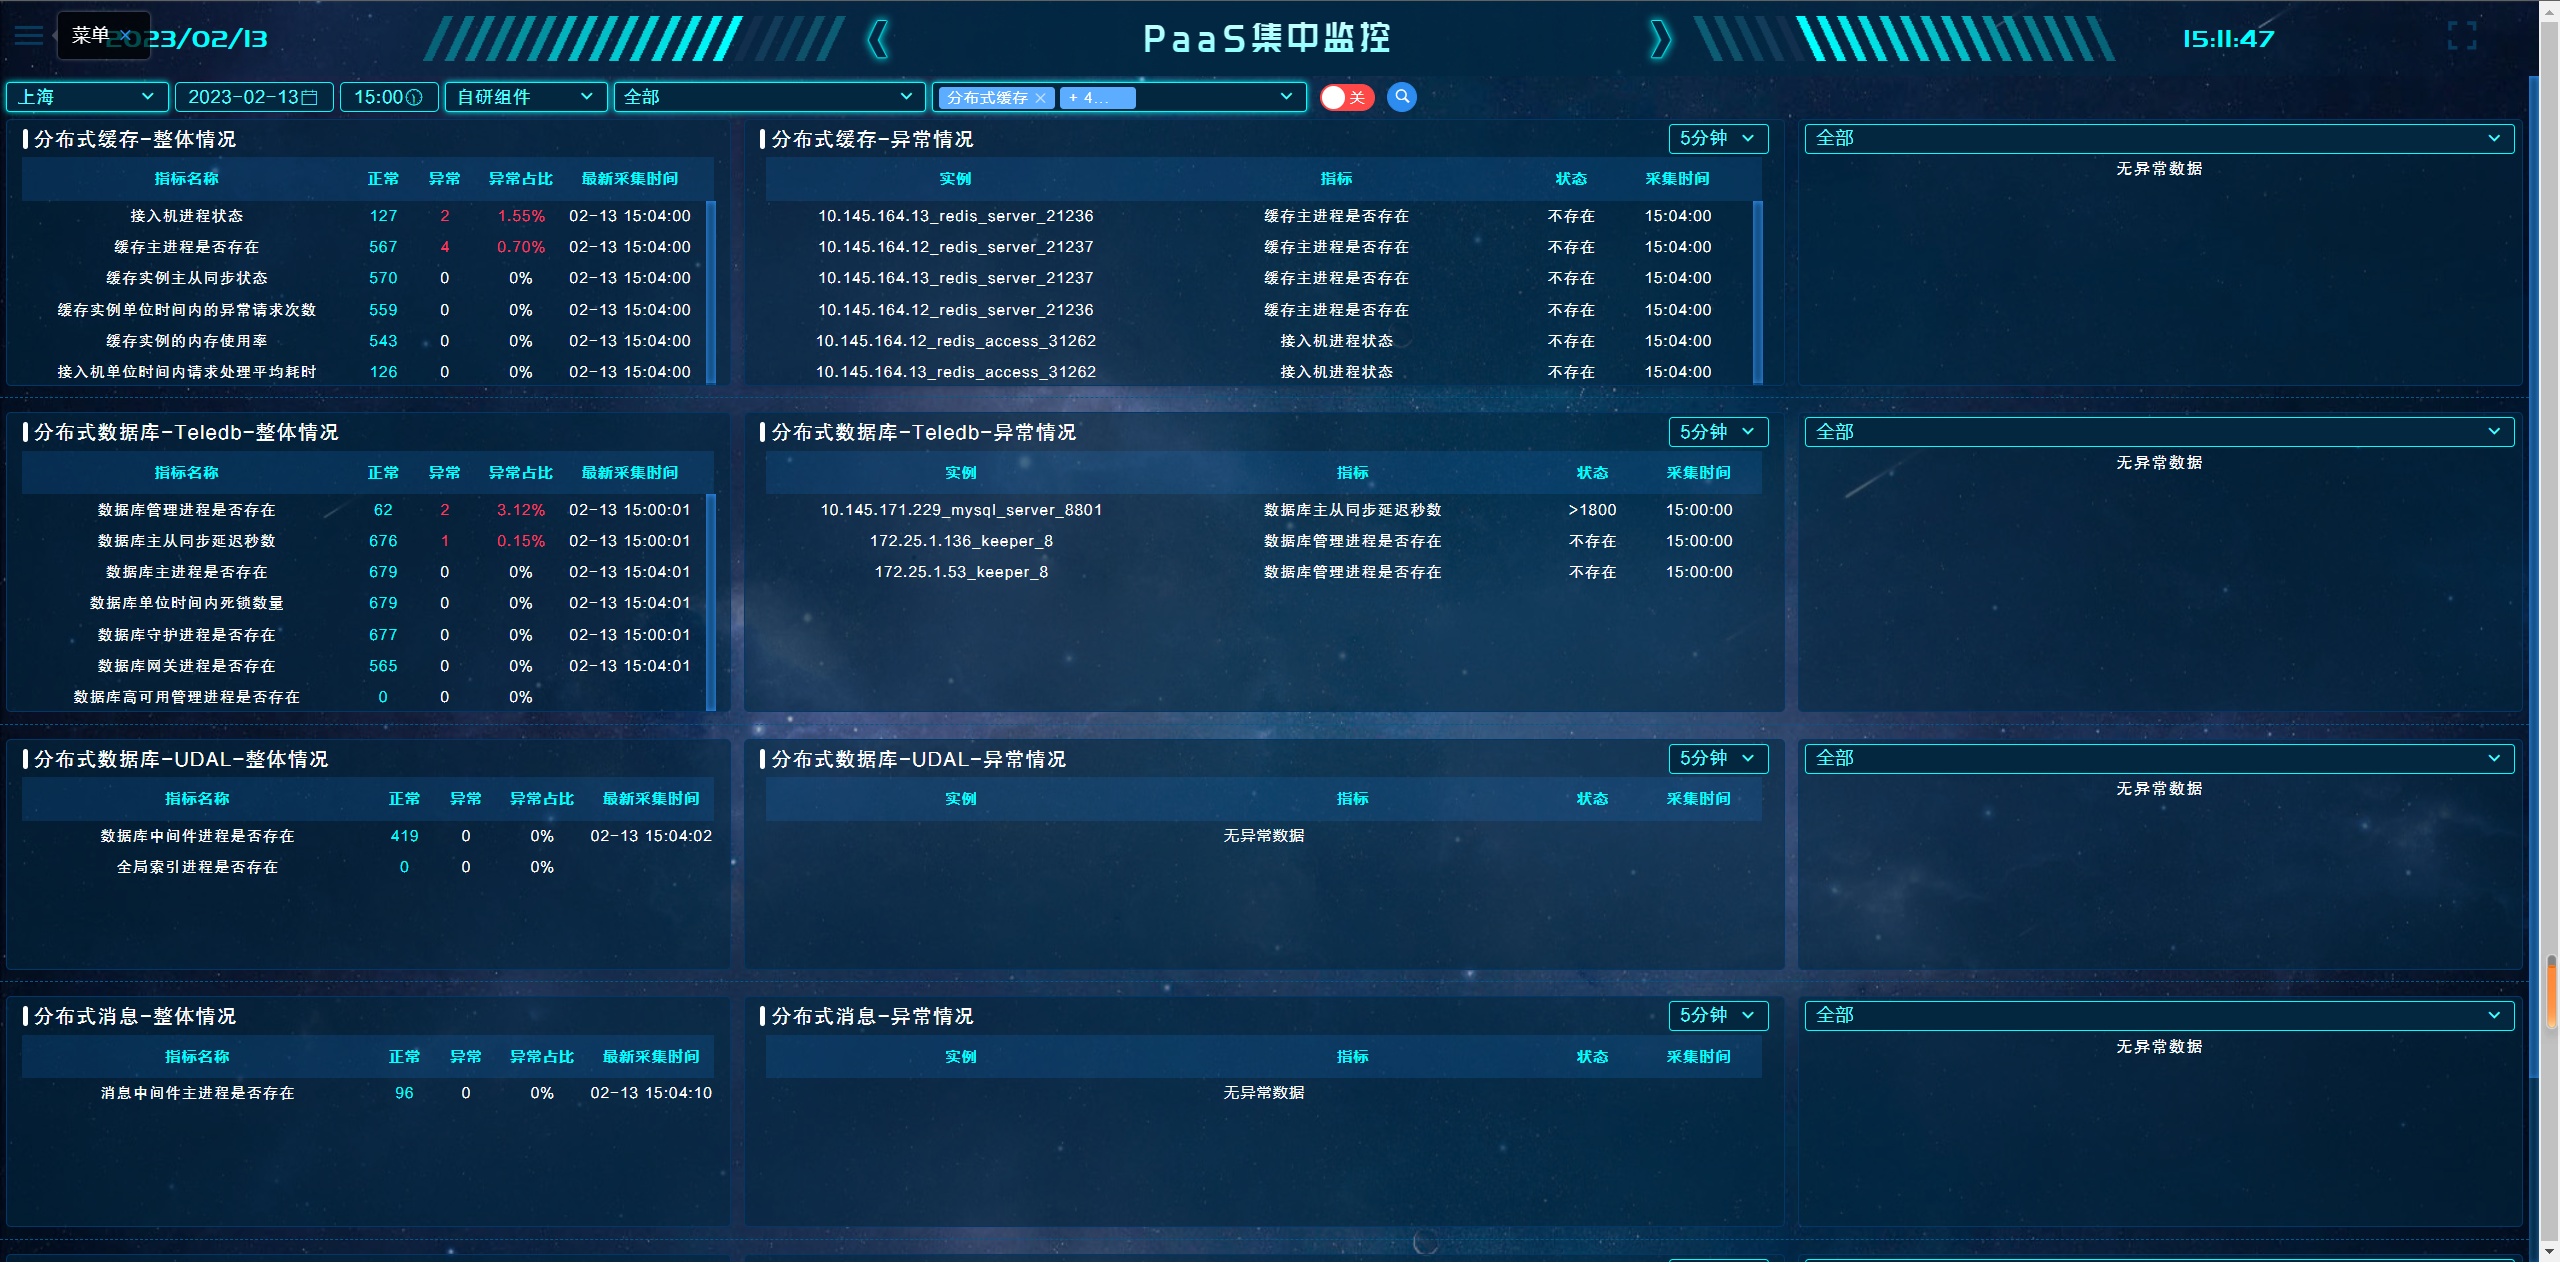 菜单 × 2023/02/13
PaaS集中监控
15:11:47
上海 2023-02-13 15:00 自研组件 全部 分布式缓存 × + 4... 关
分布式缓存-整体情况
指标名称 正常 异常 异常占比 最新采集时间
接入机进程状态 127 2 1.55% 02-13 15:04:00
缓存主进程是否存在 567 4 0.70% 02-13 15:04:00
缓存实例主从同步状态 570 0 0% 02-13 15:04:00
缓存实例单位时间内的异常请求次数 559 0 0% 02-13 15:04:00
缓存实例的内存使用率 543 0 0% 02-13 15:04:00
接入机单位时间内请求处理平均耗时 126 0 0% 02-13 15:04:00
分布式缓存-异常情况 5分钟
实例 指标 状态 采集时间
10.145.164.13_redis_server_21236 缓存主进程是否存在 不存在 15:04:00
10.145.164.12_redis_server_21237 缓存主进程是否存在 不存在 15:04:00
10.145.164.13_redis_server_21237 缓存主进程是否存在 不存在 15:04:00
10.145.164.12_redis_server_21236 缓存主进程是否存在 不存在 15:04:00
10.145.164.12_redis_access_31262 接入机进程状态 不存在 15:04:00
10.145.164.13_redis_access_31262 接入机进程状态 不存在 15:04:00
全部
无异常数据
分布式数据库-Teledb-整体情况
指标名称 正常 异常 异常占比 最新采集时间
数据库管理进程是否存在 62 2 3.12% 02-13 15:00:01
数据库主从同步延迟秒数 676 1 0.15% 02-13 15:00:01
数据库主进程是否存在 679 0 0% 02-13 15:04:01
数据库单位时间内死锁数量 679 0 0% 02-13 15:04:01
数据库守护进程是否存在 677 0 0% 02-13 15:00:01
数据库网关进程是否存在 565 0 0% 02-13 15:04:01
数据库高可用管理进程是否存在 0 0 0%
分布式数据库-Teledb-异常情况 5分钟
实例 指标 状态 采集时间
10.145.171.229_mysql_server_8801 数据库主从同步延迟秒数 >1800 15:00:00
172.25.1.136_keeper_8 数据库管理进程是否存在 不存在 15:00:00
172.25.1.53_keeper_8 数据库管理进程是否存在 不存在 15:00:00
全部
无异常数据
分布式数据库-UDAL-整体情况
指标名称 正常 异常 异常占比 最新采集时间
数据库中间件进程是否存在 419 0 0% 02-13 15:04:02
全局索引进程是否存在 0 0 0%
分布式数据库-UDAL-异常情况 5分钟
实例 指标 状态 采集时间
无异常数据
全部
无异常数据
分布式消息-整体情况
指标名称 正常 异常 异常占比 最新采集时间
消息中间件主进程是否存在 96 0 0% 02-13 15:04:10
分布式消息-异常情况 5分钟
实例 指标 状态 采集时间
无异常数据
全部
无异常数据